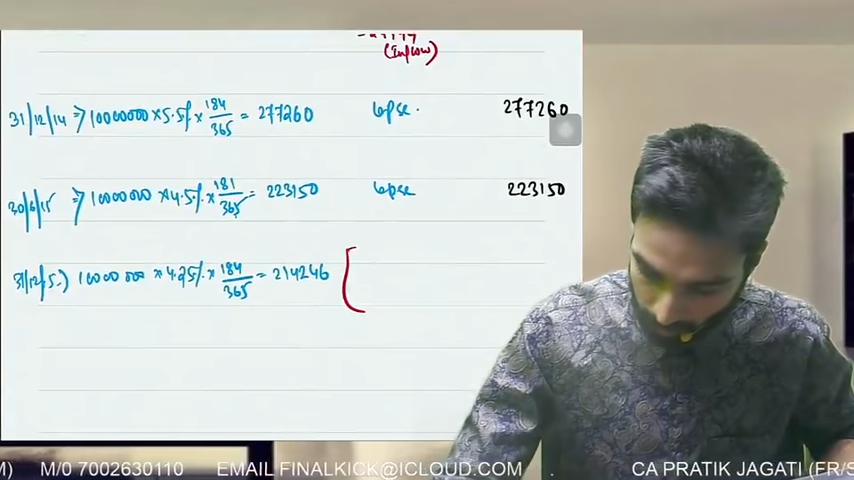 (Inflow)
31/12/14 => 10000000 × 5.5% × 184/365 = 277260 lapse. 277260
30/6/15 => 10000000 × 4.5% × 181/365 = 223150 lapse 223150
31/12/15 10000000 × 4.25% × 184/365 = 214246 (
M) M/0 7002630110 EMAIL FINALKICK@ICLOUD.COM . CA PRATIK JAGATI (FR/S